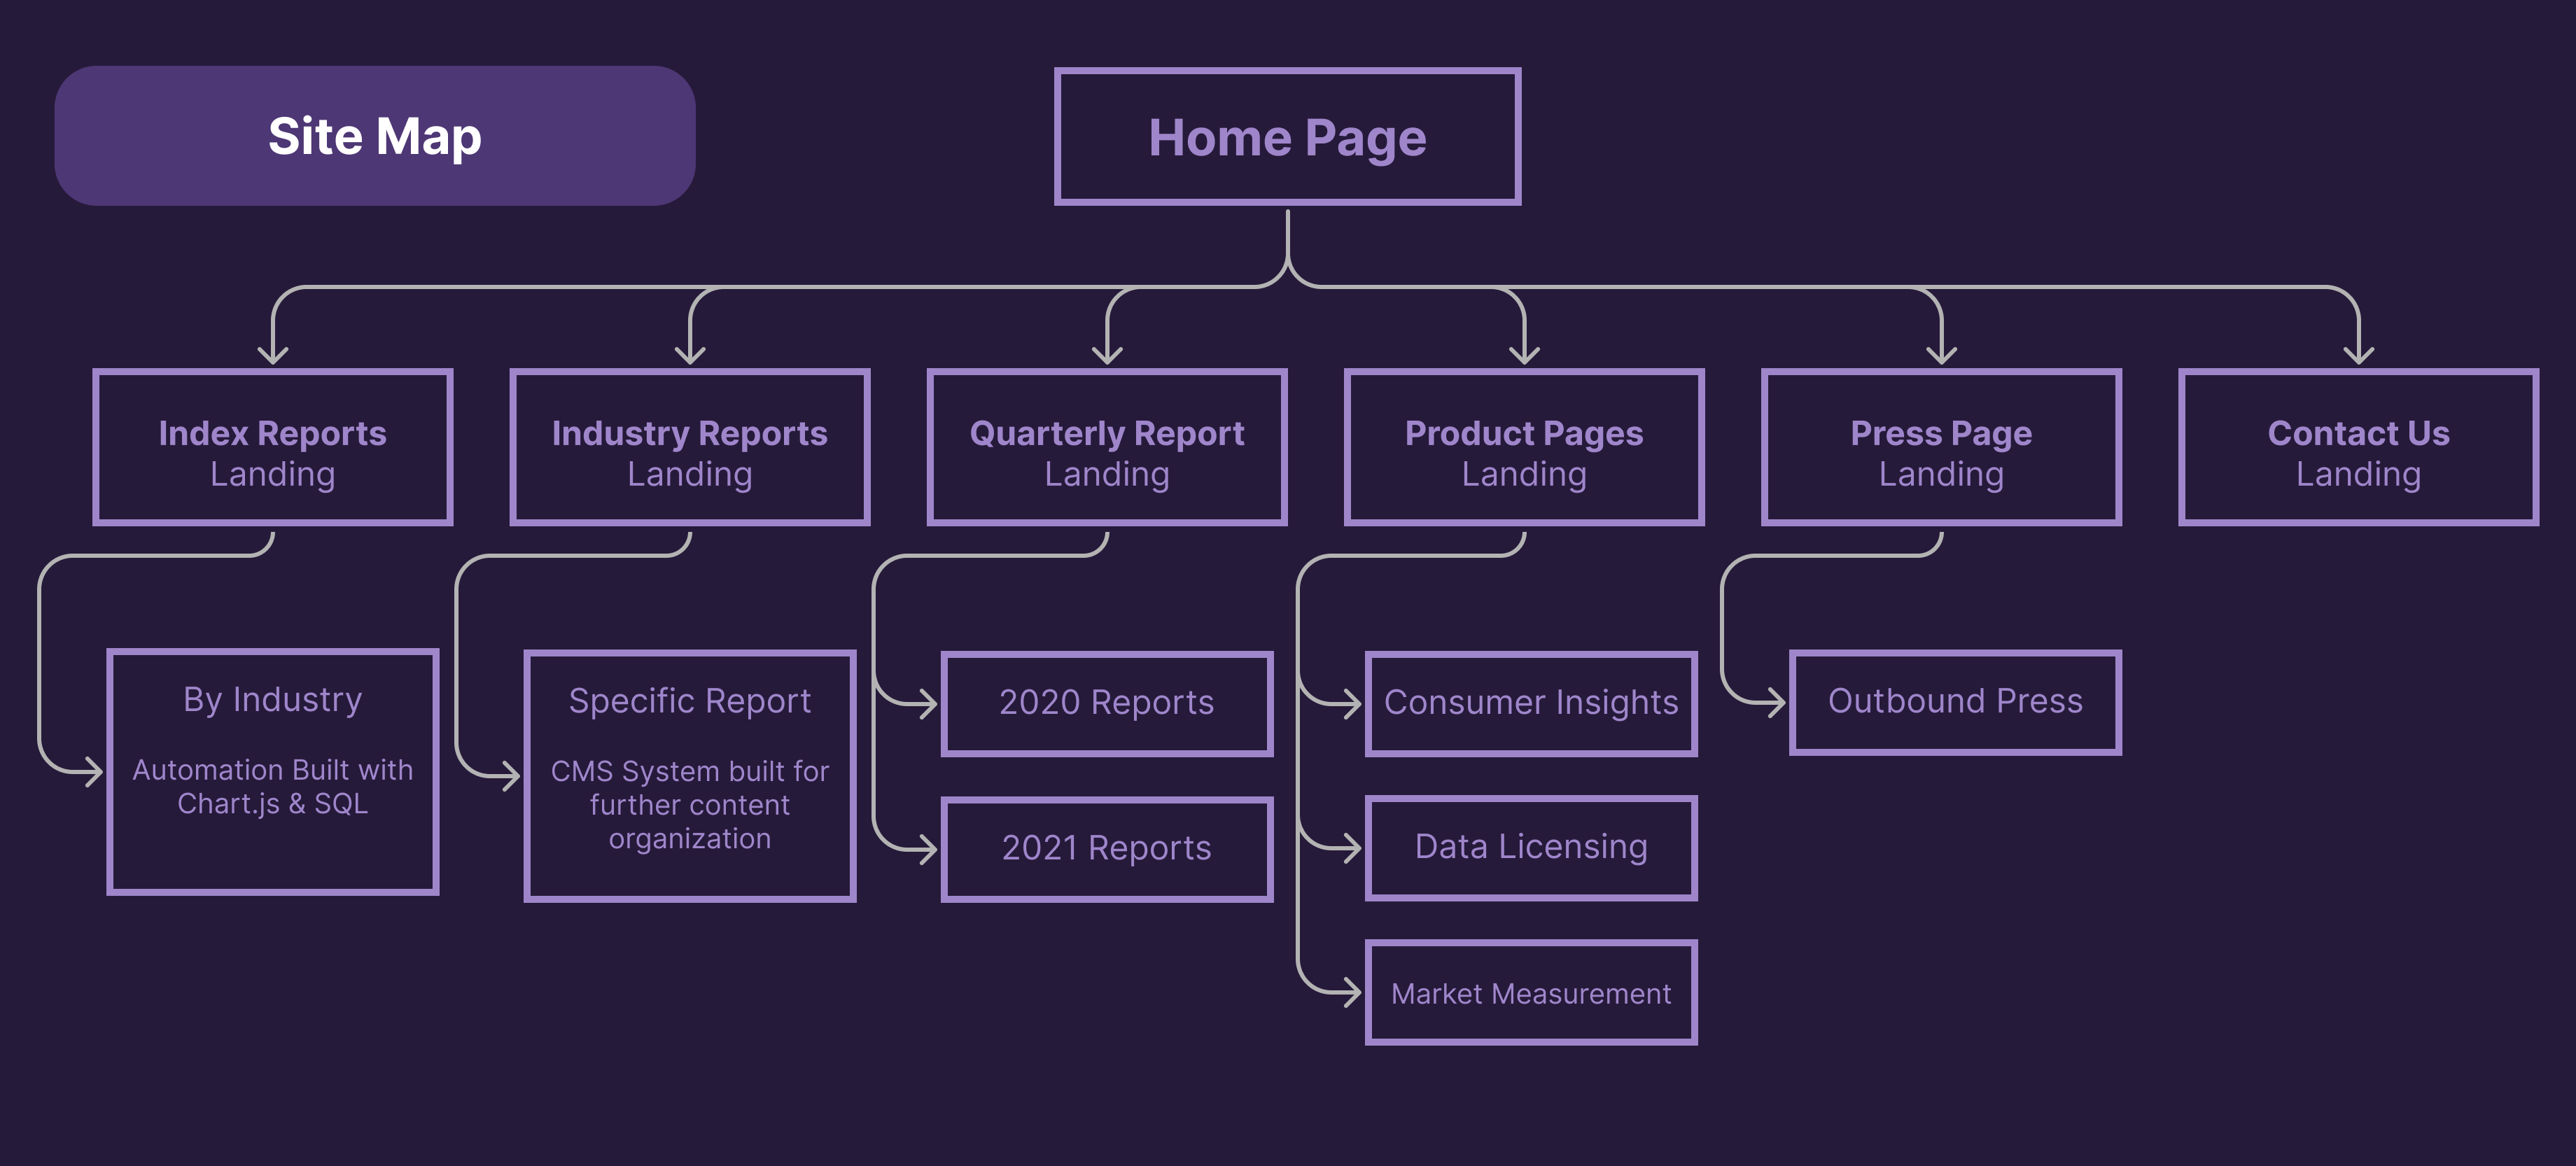 Site Map
Home Page
Index Reports
Landing
Industry Reports
Landing
Quarterly Report
Landing
Product Pages
Landing
Press Page
Landing
Contact Us
Landing
By Industry
Automation Built with
Chart.js & SQL
Specific Report
CMS System built for
further content
organization
2020 Reports
2021 Reports
Consumer Insights
Data Licensing
Market Measurement
Outbound Press